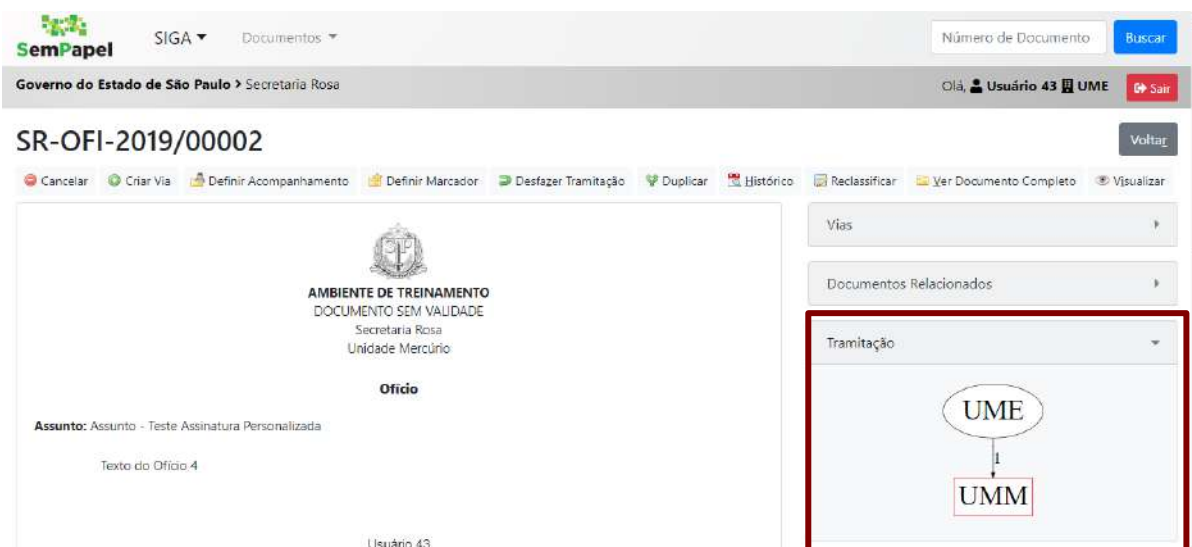 SemPapel SIGA Documentos Número de Documento Buscar
Governo do Estado de São Paulo > Secretaria Rosa Olá, Usuário 43 UME Sair
SR-OFI-2019/00002 Voltar
Cancelar Criar Via Definir Acompanhamento Definir Marcador Desfazer Tramitação Duplicar Histórico Reclassificar Ver Documento Completo Visualizar
AMBIENTE DE TREINAMENTO
DOCUMENTO SEM VALIDADE
Secretaria Rosa
Unidade Mercúrio
Ofício
Assunto: Assunto - Teste Assinatura Personalizada
Texto do Ofício 4
Usuário 43
Vias
Documentos Relacionados
Tramitação
UME
1
UMM